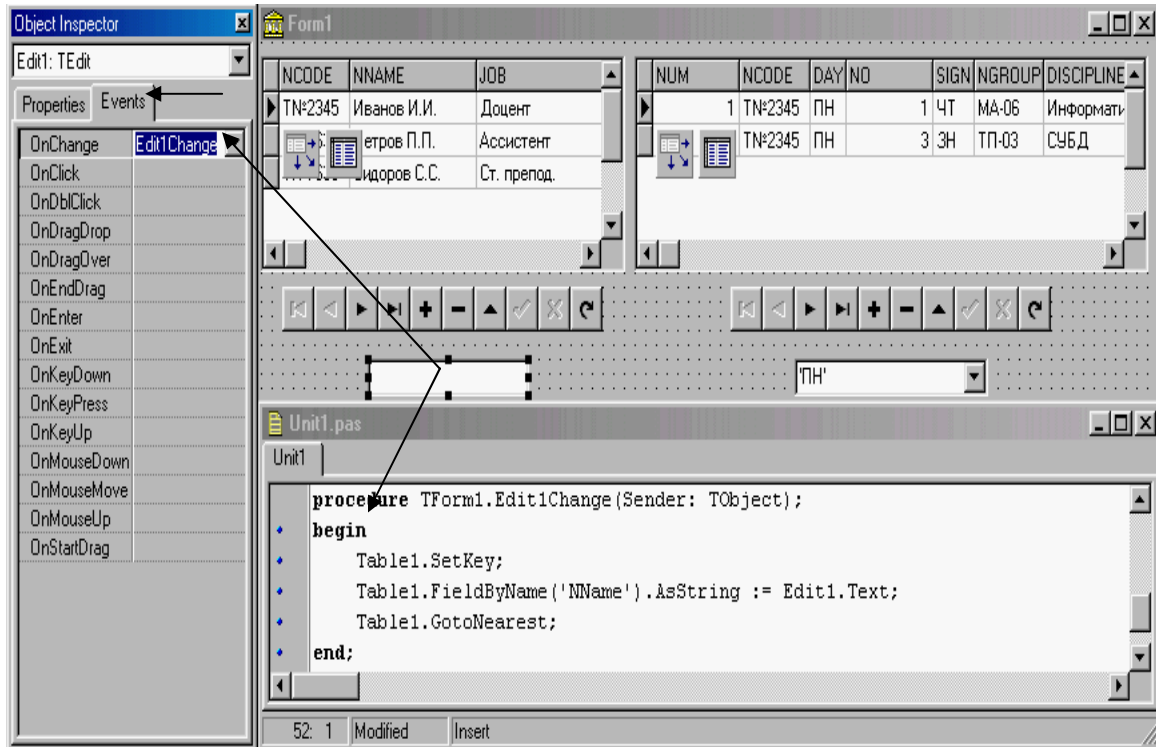 Object Inspector
Edit1: TEdit
Properties Events
OnChange Edit1Change
OnClick
OnDblClick
OnDragDrop
OnDragOver
OnEndDrag
OnEnter
OnExit
OnKeyDown
OnKeyPress
OnKeyUp
OnMouseDown
OnMouseMove
OnMouseUp
OnStartDrag
Form1
NCODE NNAME JOB
ТN²2345 Иванов И.И. Доцент
етров П.П. Ассистент
идоров С.С. Ст. препод.
NUM NCODE DAY NO SIGN NGROUP DISCIPLINE
1 ТN²2345 ПН 1 ЧТ МА-06 Информати
ТN²2345 ПН 3 ЗН ТП-03 СУБД
'ПН'
Unit1.pas
Unit1
procedure TForm1.Edit1Change(Sender: TObject);
begin
Table1.SetKey;
Table1.FieldByName('NName').AsString := Edit1.Text;
Table1.GotoNearest;
end;
52: 1 Modified Insert